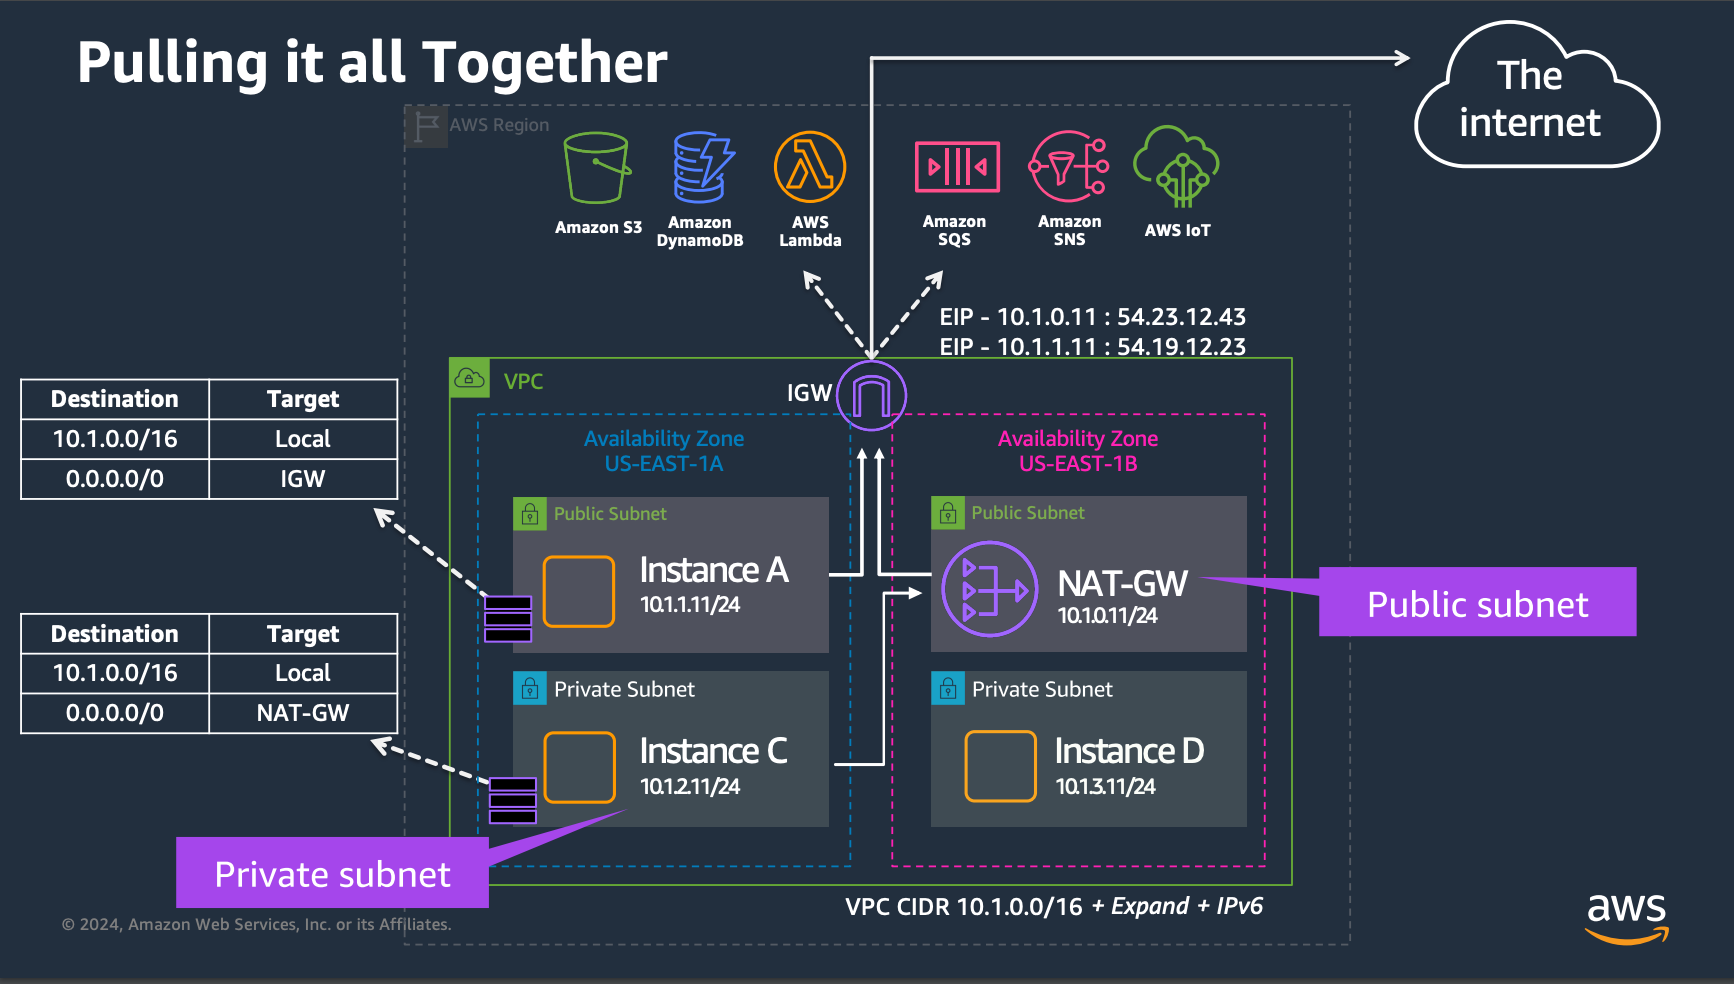 Pulling it all Together
The
internet
AWS Region
Amazon S3
Amazon
DynamoDB
AWS
Lambda
Amazon
SQS
Amazon
SNS
AWS IoT
EIP - 10.1.0.11 : 54.23.12.43
EIP - 10.1.1.11 : 54.19.12.23
VPC
IGW
Destination Target
10.1.0.0/16 Local
0.0.0.0/0 IGW
Availability Zone
US-EAST-1A
Availability Zone
US-EAST-1B
Public Subnet
Instance A
10.1.1.11/24
Public Subnet
NAT-GW
10.1.0.11/24
Public subnet
Destination Target
10.1.0.0/16 Local
0.0.0.0/0 NAT-GW
Private Subnet
Instance C
10.1.2.11/24
Private Subnet
Instance D
10.1.3.11/24
Private subnet
VPC CIDR 10.1.0.0/16 + Expand + IPv6
© 2024, Amazon Web Services, Inc. or its Affiliates.
aws